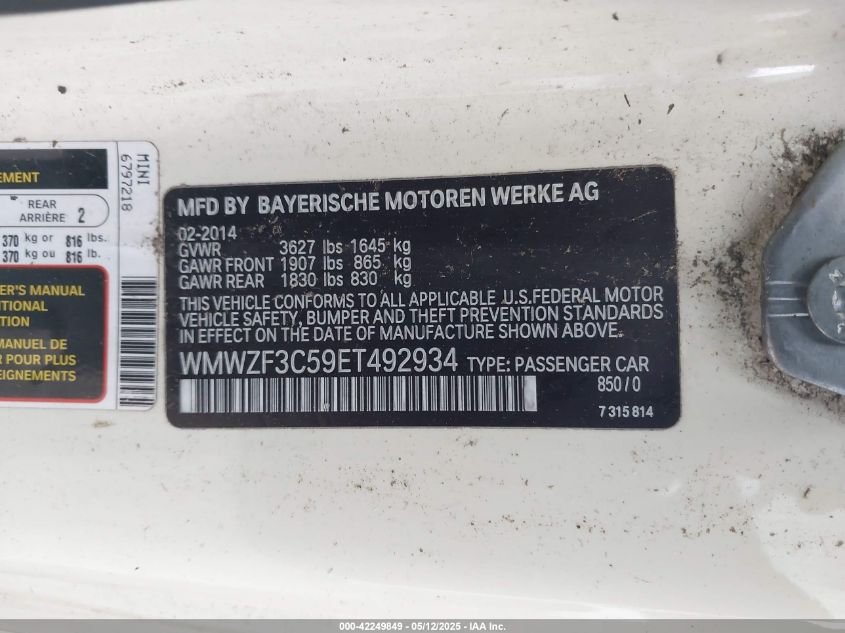 EMENT
REAR
ARRIÈRE 2
370 kg or 816 lbs.
370 kg ou 816 lb.
ER'S MANUAL
ITIONAL
TION
MANUEL DE
R POUR PLUS
EIGNEMENTS
MINI
6797218
MFD BY BAYERISCHE MOTOREN WERKE AG
02-2014
GVWR 3627 lbs 1645 kg
GAWR FRONT 1907 lbs 865 kg
GAWR REAR 1830 lbs 830 kg
THIS VEHICLE CONFORMS TO ALL APPLICABLE U.S.FEDERAL MOTOR
VEHICLE SAFETY, BUMPER AND THEFT PREVENTION STANDARDS
IN EFFECT ON THE DATE OF MANUFACTURE SHOWN ABOVE.
WMWZF3C59ET492934 TYPE: PASSENGER CAR
850/0
7 315 814
000-42249849 - 05/12/2025 - IAA Inc.